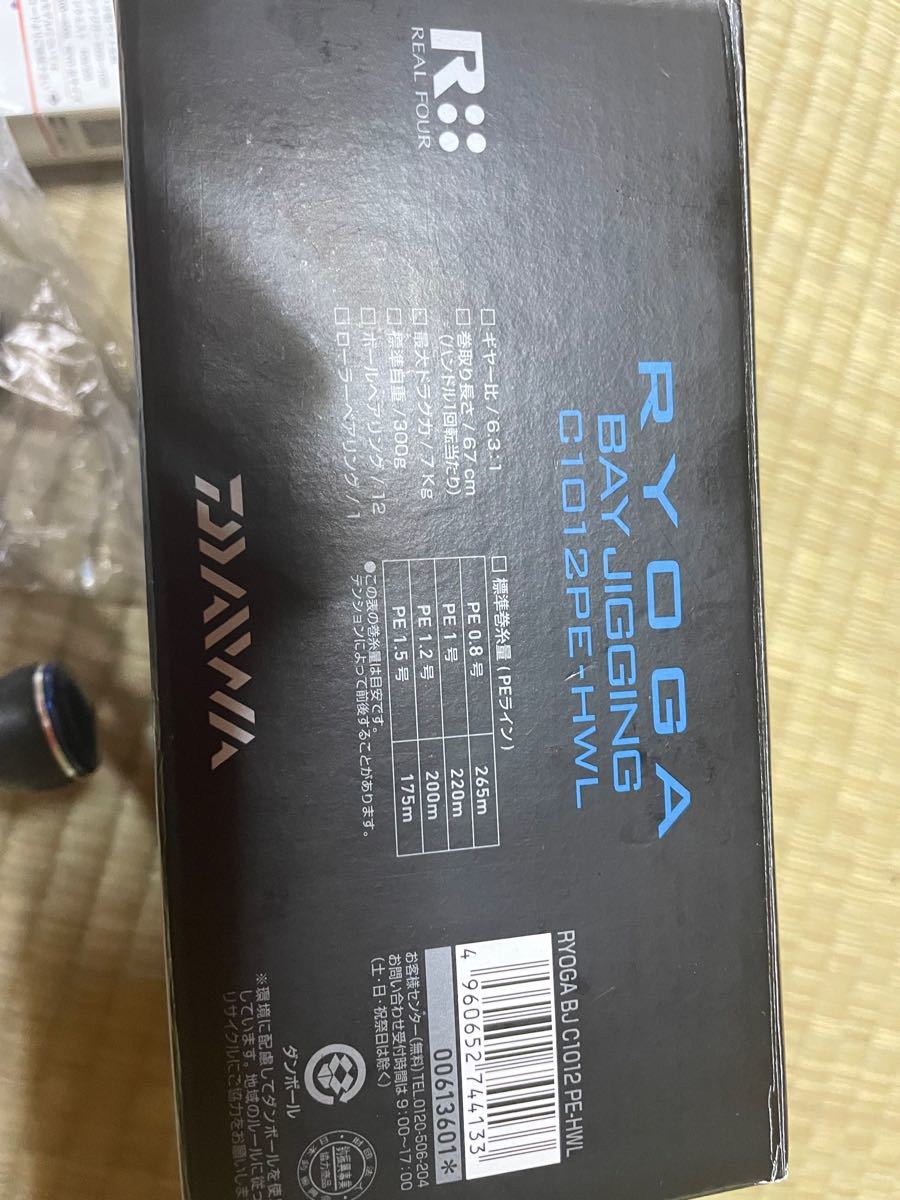 R
REAL FOUR
RYOGA
BAY JIGGING
C1012PE-HWL
□ ギヤー比 / 6.3:1
□ 巻取り長さ / 67 cm
(ハンドル1回転当たり)
□ 最大ドラグ力 / 7 Kg
□ 標準自重 / 300g
□ ボールベアリング / 12
□ ローラーベアリング / 1
□ 標準巻糸量 (PEライン)
PE 0.8 号 265m
PE 1 号 220m
PE 1.2 号 200m
PE 1.5 号 175m
●この表の巻糸量は目安です。
テンションによって前後することがあります。
DAIWA
RYOGA BJ C1012 PE-HWL
4 960652 744133
00613601*
お客様センター(無料)TEL.0120-506-204
お問い合わせ受付時間は 9:00〜17:00
(土・日・祝祭日は除く)
ダンボール
※環境に配慮してダンボールを使
しています。地域のルールに従っ
リサイクルにご協力をお願いしま